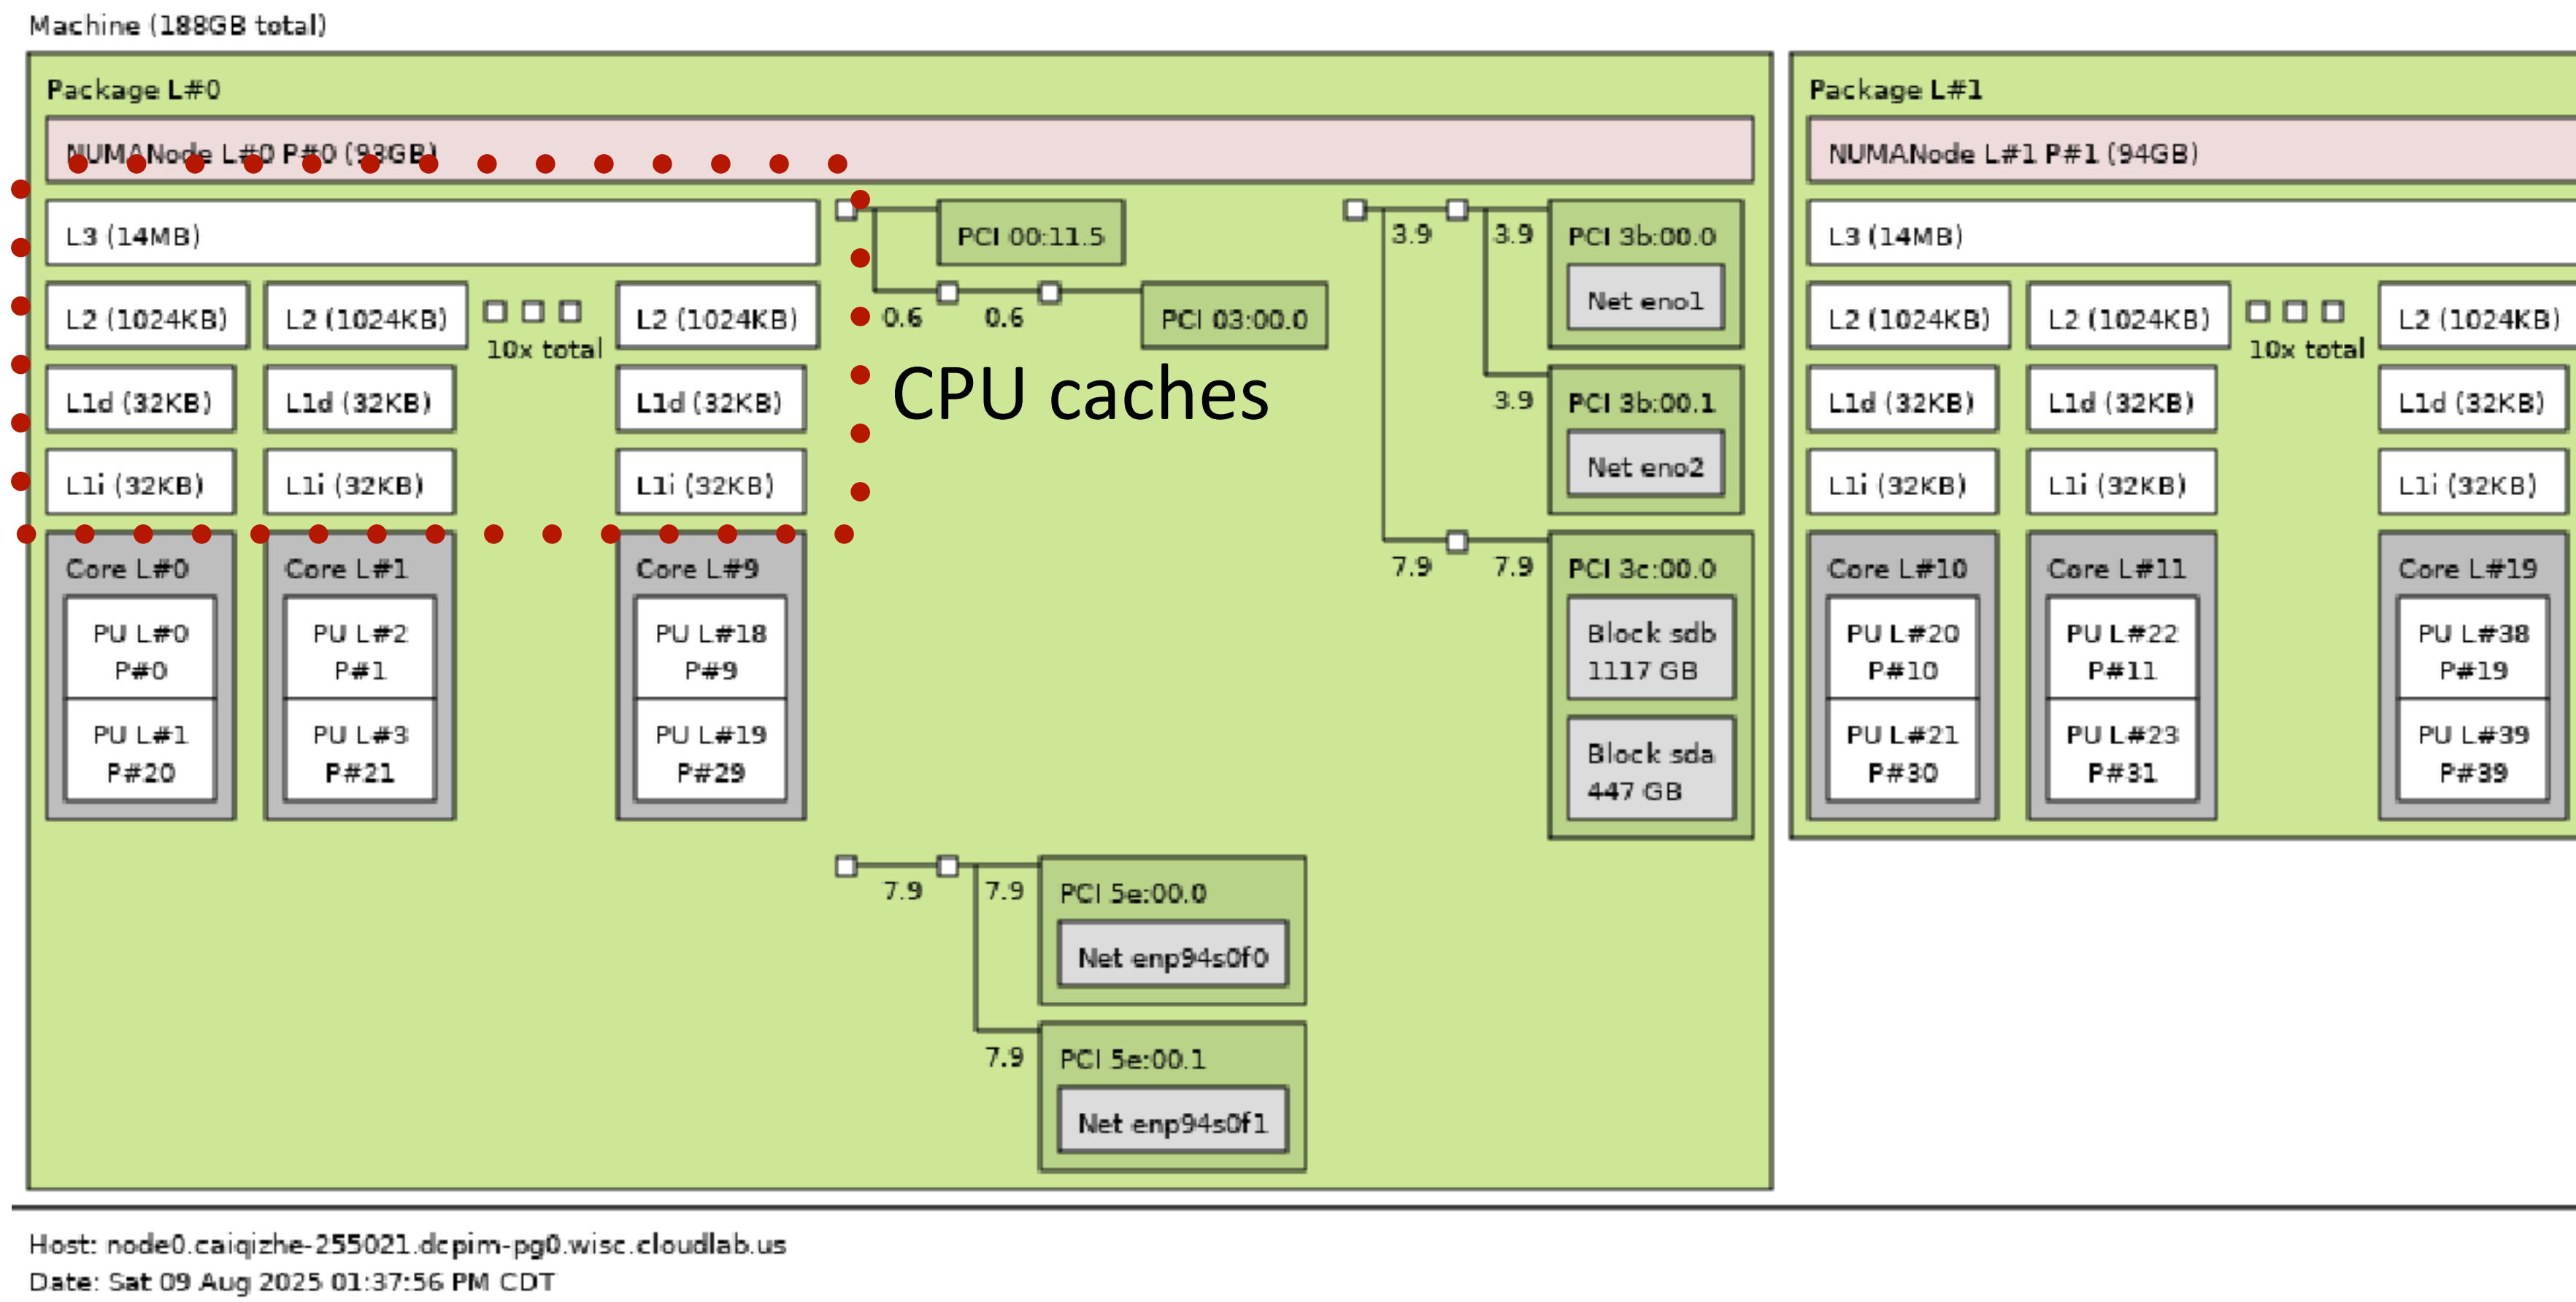 Machine (188GB total)
Package L#0
NUMANode L#0 P#0 (93GB)
L3 (14MB)
L2 (1024KB)
L2 (1024KB)
10x total
L2 (1024KB)
L1d (32KB)
L1d (32KB)
L1d (32KB)
L1i (32KB)
L1i (32KB)
L1i (32KB)
Core L#0
PU L#0
P#0
PU L#1
P#20
Core L#1
PU L#2
P#1
PU L#3
P#21
Core L#9
PU L#18
P#9
PU L#19
P#29
CPU caches
PCI 00:11.5
0.6
0.6
PCI 03:00.0
3.9
3.9
PCI 3b:00.0
Net eno1
3.9
PCI 3b:00.1
Net eno2
7.9
7.9
PCI 3c:00.0
Block sdb
1117 GB
Block sda
447 GB
7.9
7.9
PCI 5e:00.0
Net enp94s0f0
7.9
PCI 5e:00.1
Net enp94s0f1
Package L#1
NUMANode L#1 P#1 (94GB)
L3 (14MB)
L2 (1024KB)
L2 (1024KB)
10x total
L2 (1024KB)
L1d (32KB)
L1d (32KB)
L1d (32KB)
L1i (32KB)
L1i (32KB)
L1i (32KB)
Core L#10
PU L#20
P#10
PU L#21
P#30
Core L#11
PU L#22
P#11
PU L#23
P#31
Core L#19
PU L#38
P#19
PU L#39
P#39
Host: node0.caiqizhe-255021.dcpim-pg0.wisc.cloudlab.us
Date: Sat 09 Aug 2025 01:37:56 PM CDT